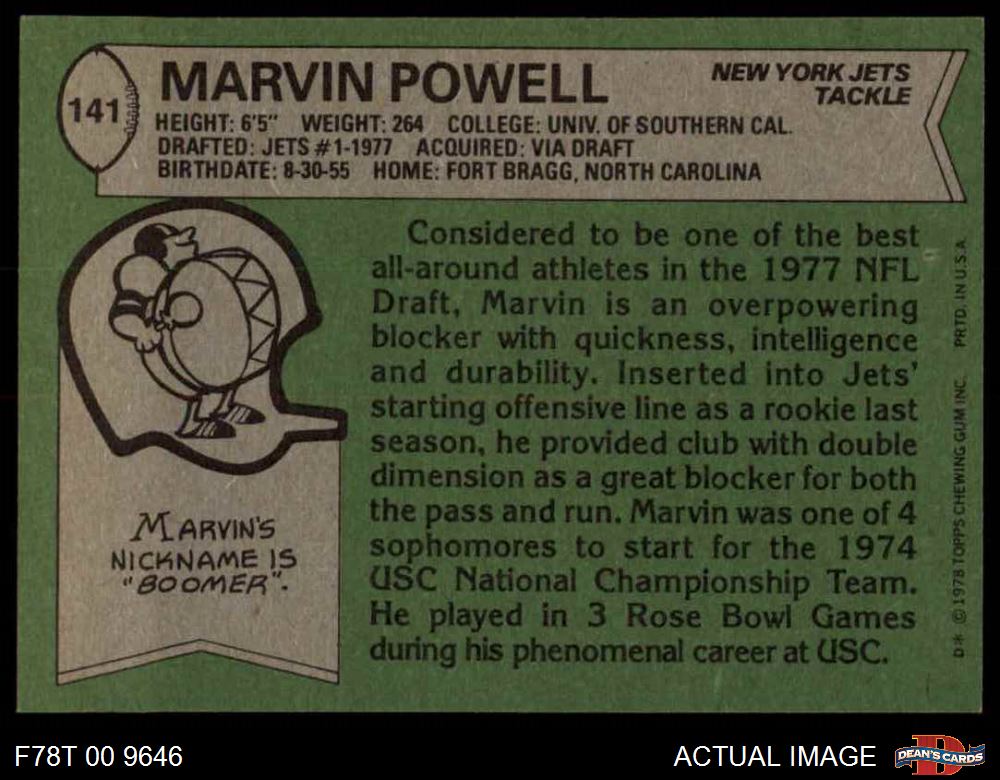 141
MARVIN POWELL
NEW YORK JETS
TACKLE
HEIGHT: 6'5" WEIGHT: 264 COLLEGE: UNIV. OF SOUTHERN CAL.
DRAFTED: JETS #1-1977 ACQUIRED: VIA DRAFT
BIRTHDATE: 8-30-55 HOME: FORT BRAGG, NORTH CAROLINA
MARVIN'S
NICKNAME IS
"BOOMER".
Considered to be one of the best
all-around athletes in the 1977 NFL
Draft, Marvin is an overpowering
blocker with quickness, intelligence
and durability. Inserted into Jets'
starting offensive line as a rookie last
season, he provided club with double
dimension as a great blocker for both
the pass and run. Marvin was one of 4
sophomores to start for the 1974
USC National Championship Team.
He played in 3 Rose Bowl Games
during his phenomenal career at USC.
D✻ © 1978 TOPPS CHEWING GUM INC. PRTD. IN U.S.A.
F78T 00 9646
ACTUAL IMAGE
D
DEAN'S CARDS